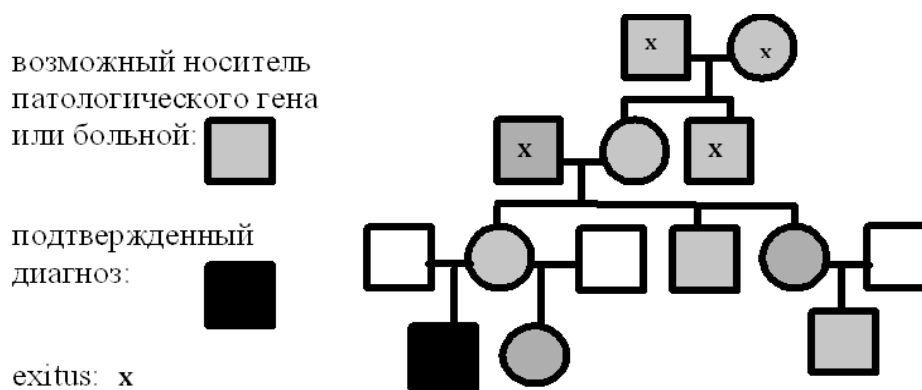 возможный носитель
патологического гена
или больной:
подтвержденный
диагноз:
exitus: x
x x
x x